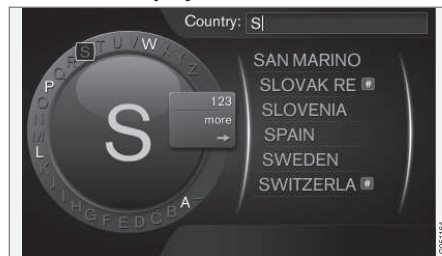 Country: S
S
T U V W X Y Z
R
Q
P
O
N
M
L
K
J
I
H G F E D C B A
S
123
more
→
SAN MARINO
SLOVAK RE #
SLOVENIA
SPAIN
SWEDEN
SWITZERLA #